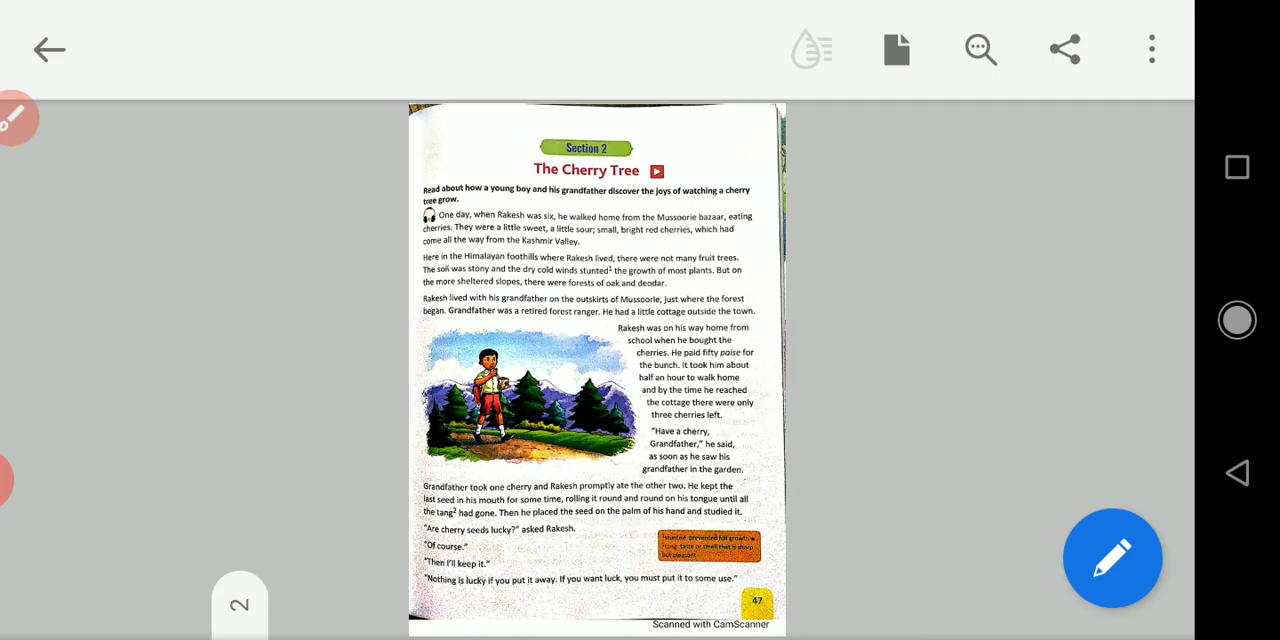 Section 2
The Cherry Tree
Read about how a young boy and his grandfather discover the joys of watching a cherry
tree grow.
One day, when Rakesh was six, he walked home from the Mussoorie bazaar, eating
cherries. They were a little sweet, a little sour; small, bright red cherries, which had
come all the way from the Kashmir Valley.
Here in the Himalayan foothills where Rakesh lived, there were not many fruit trees.
The soil was stony and the dry cold winds stunted¹ the growth of most plants. But on
the more sheltered slopes, there were forests of oak and deodar.
Rakesh lived with his grandfather on the outskirts of Mussoorie, just where the forest
began. Grandfather was a retired forest ranger. He had a little cottage outside the town.
Rakesh was on his way home from
school when he bought the
cherries. He paid fifty paise for
the bunch. It took him about
half an hour to walk home
and by the time he reached
the cottage there were only
three cherries left.
"Have a cherry,
Grandfather," he said,
as soon as he saw his
grandfather in the garden.
Grandfather took one cherry and Rakesh promptly ate the other two. He kept the
last seed in his mouth for some time, rolling it round and round on his tongue until all
the tang² had gone. Then he placed the seed on the palm of his hand and studied it.
"Are cherry seeds lucky?" asked Rakesh.
"Of course."
"Then I'll keep it."
"Nothing is lucky if you put it away. If you want luck, you must put it to some use."
¹stunted prevented full growth
²tang taste or smell that is sharp
but pleasant
47
Scanned with CamScanner
2